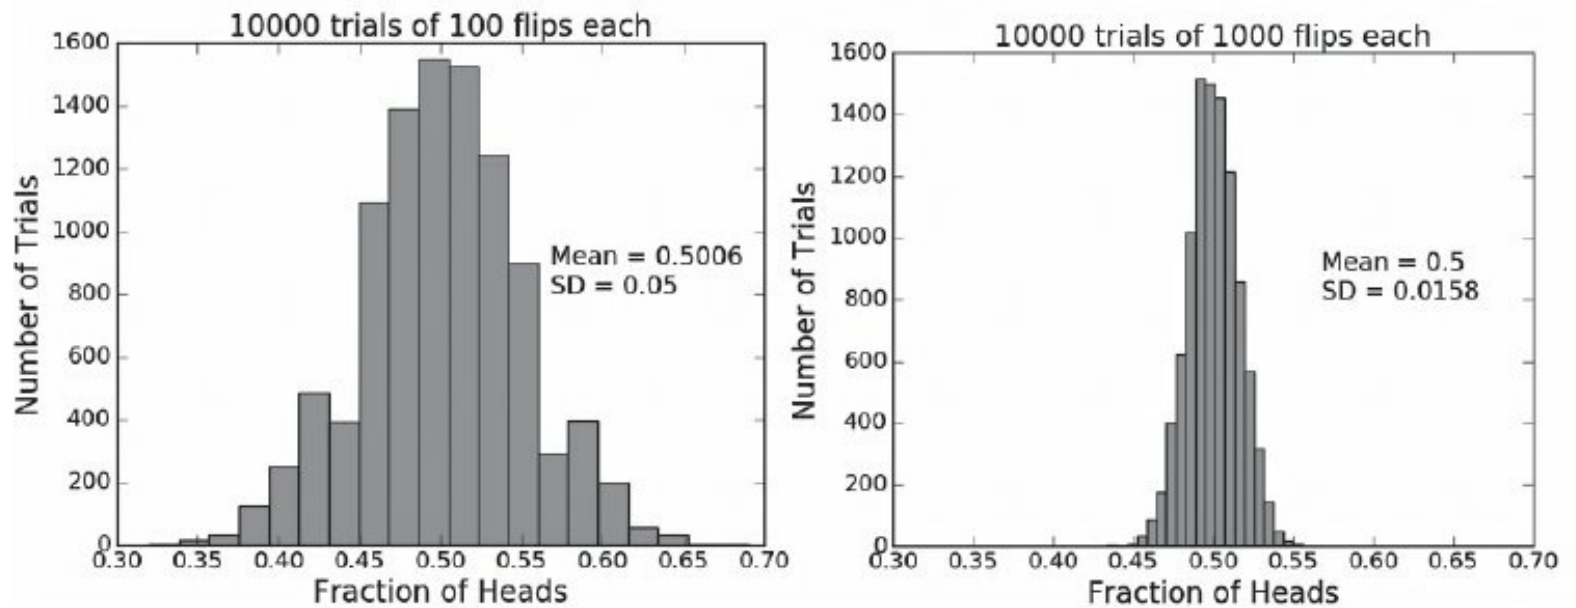 10000 trials of 100 flips each
1600
1400
1200
1000
800
600
400
200
0
Number of Trials
Mean = 0.5006
SD = 0.05
0.30 0.35 0.40 0.45 0.50 0.55 0.60 0.65 0.70
Fraction of Heads
10000 trials of 1000 flips each
1600
1400
1200
1000
800
600
400
200
0
Number of Trials
Mean = 0.5
SD = 0.0158
0.30 0.35 0.40 0.45 0.50 0.55 0.60 0.65 0.70
Fraction of Heads